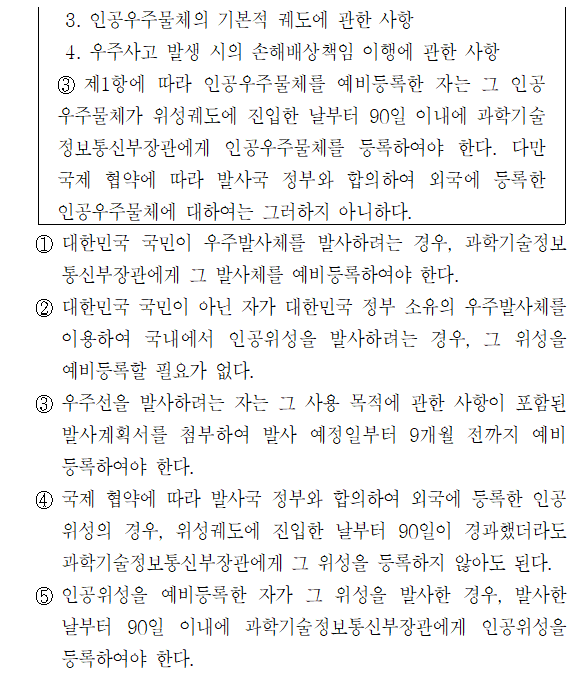 3. 인공우주물체의 기본적 궤도에 관한 사항
4. 우주사고 발생 시의 손해배상책임 이행에 관한 사항
③ 제1항에 따라 인공우주물체를 예비등록한 자는 그 인공
우주물체가 위성궤도에 진입한 날부터 90일 이내에 과학기술
정보통신부장관에게 인공우주물체를 등록하여야 한다. 다만
국제 협약에 따라 발사국 정부와 합의하여 외국에 등록한
인공우주물체에 대하여는 그러하지 아니하다.
① 대한민국 국민이 우주발사체를 발사하려는 경우, 과학기술정보
통신부장관에게 그 발사체를 예비등록하여야 한다.
② 대한민국 국민이 아닌 자가 대한민국 정부 소유의 우주발사체를
이용하여 국내에서 인공위성을 발사하려는 경우, 그 위성을
예비등록할 필요가 없다.
③ 우주선을 발사하려는 자는 그 사용 목적에 관한 사항이 포함된
발사계획서를 첨부하여 발사 예정일부터 9개월 전까지 예비
등록하여야 한다.
④ 국제 협약에 따라 발사국 정부와 합의하여 외국에 등록한 인공
위성의 경우, 위성궤도에 진입한 날부터 90일이 경과했더라도
과학기술정보통신부장관에게 그 위성을 등록하지 않아도 된다.
⑤ 인공위성을 예비등록한 자가 그 위성을 발사한 경우, 발사한
날부터 90일 이내에 과학기술정보통신부장관에게 인공위성을
등록하여야 한다.